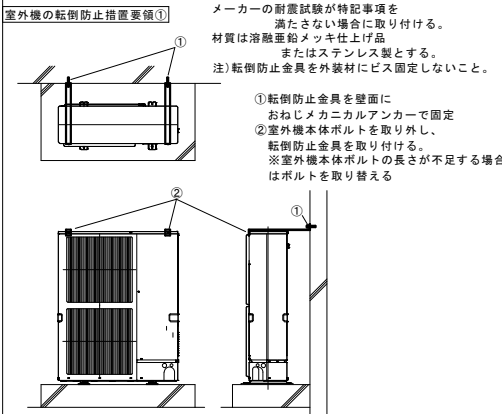 室外機の転倒防止措置要領①
メーカーの耐震試験が特記事項を
満たさない場合に取り付ける。
材質は溶融亜鉛メッキ仕上げ品
またはステンレス製とする。
注)転倒防止金具を外装材にビス固定しないこと。
①転倒防止金具を壁面に
おねじメカニカルアンカーで固定
②室外機本体ボルトを取り外し、
転倒防止金具を取り付ける。
※室外機本体ボルトの長さが不足する場合
はボルトを取り替える
①
②
①